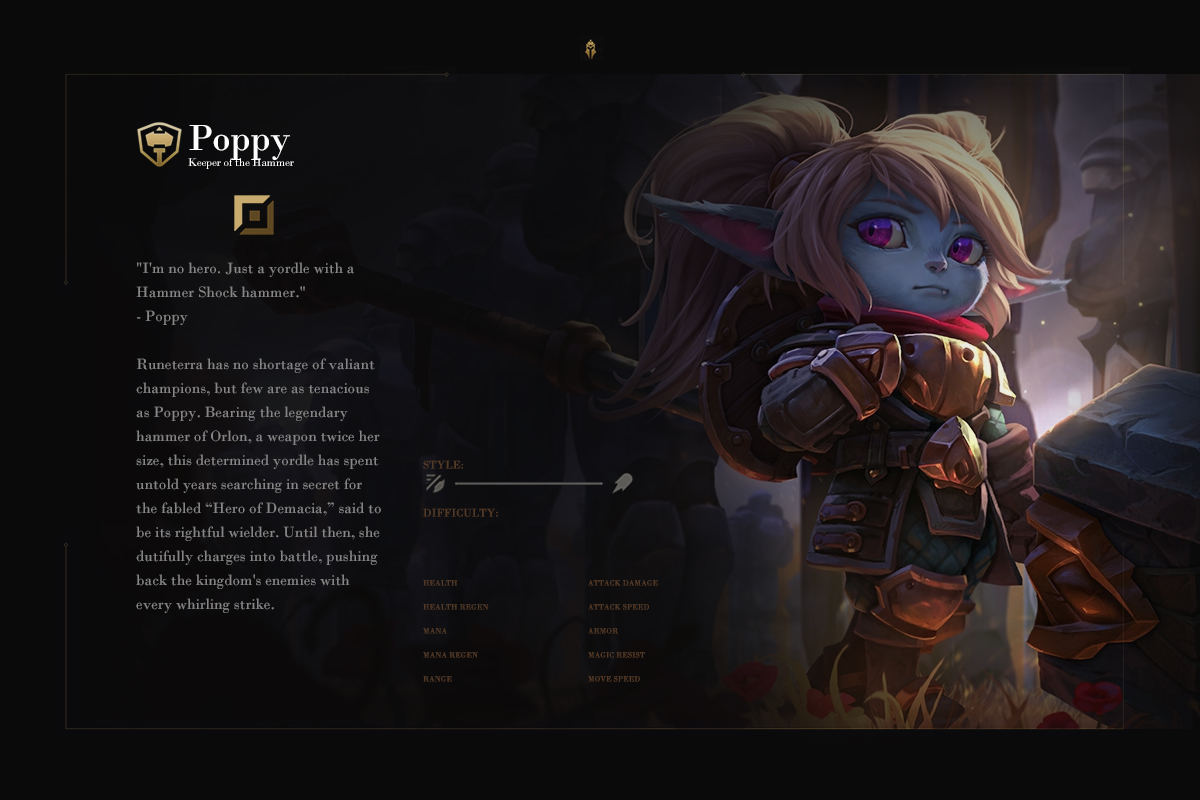 Poppy
Keeper of the Hammer
"I'm no hero. Just a yordle with a
Hammer Shock hammer."
- Poppy
Runeterra has no shortage of valiant
champions, but few are as tenacious
as Poppy. Bearing the legendary
hammer of Orlon, a weapon twice her
size, this determined yordle has spent
untold years searching in secret for
the fabled “Hero of Demacia,” said to
be its rightful wielder. Until then, she
dutifully charges into battle, pushing
back the kingdom's enemies with
every whirling strike.
STYLE:
DIFFICULTY:
HEALTH
HEALTH REGEN
MANA
MANA REGEN
RANGE
ATTACK DAMAGE
ATTACK SPEED
ARMOR
MAGIC RESIST
MOVE SPEED